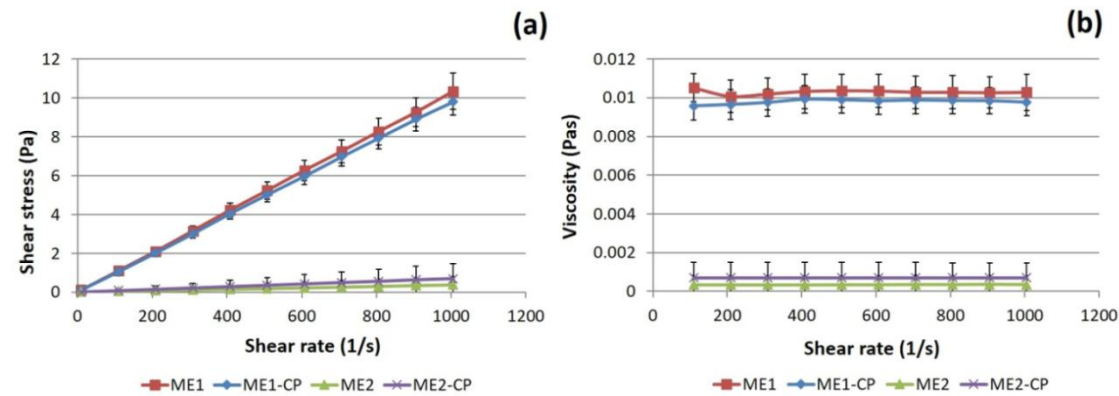 (a)
12
10
8
6
4
2
0
0 200 400 600 800 1000 1200
Shear stress (Pa)
Shear rate (1/s)
ME1 ME1-CP ME2 ME2-CP
(b)
0.012
0.01
0.008
0.006
0.004
0.002
0
0 200 400 600 800 1000 1200
Viscosity (Pas)
Shear rate (1/s)
ME1 ME1-CP ME2 ME2-CP